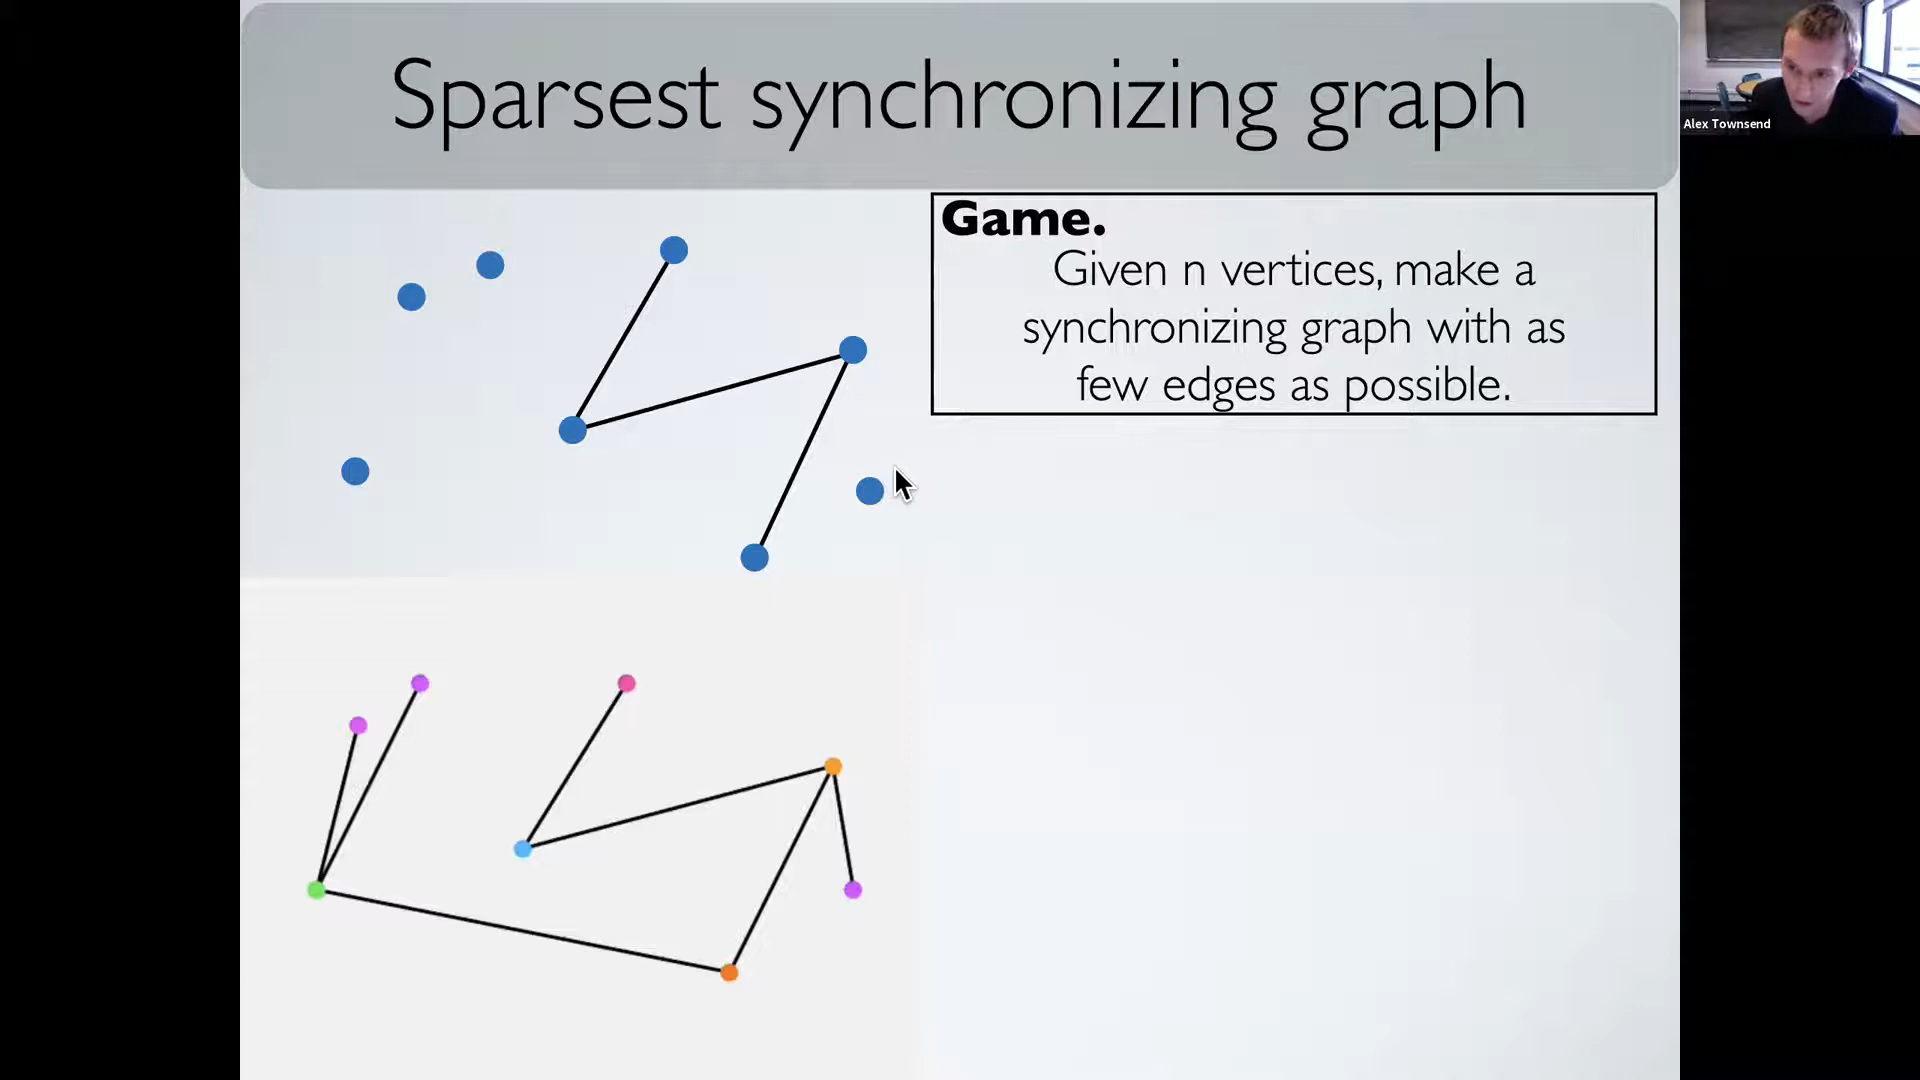 Sparsest synchronizing graph
Alex Townsend
Game.
Given n vertices, make a
synchronizing graph with as
few edges as possible.